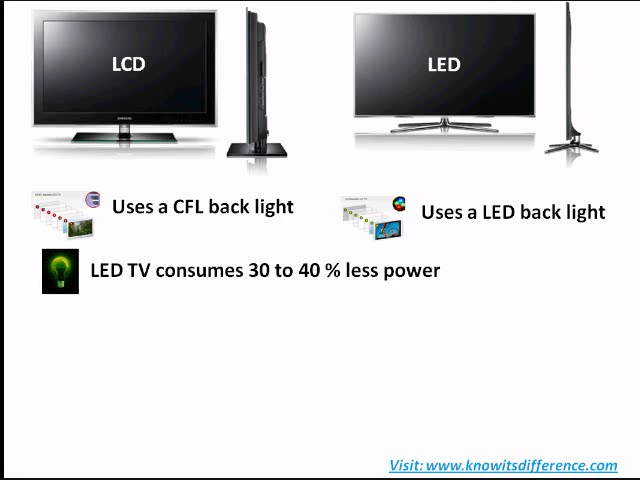 LCD
LED
SAMSUNG
Uses a CFL back light
Uses a LED back light
LED TV consumes 30 to 40 % less power
Visit: www.knowitsdifference.com